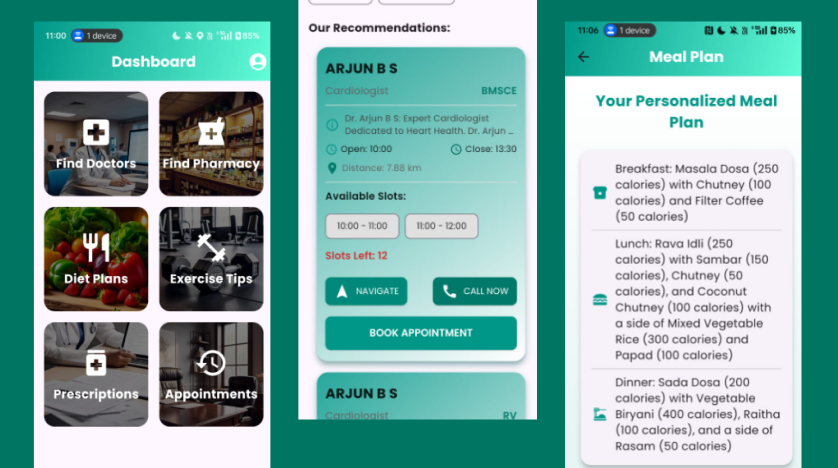 11:00 1 device 85%
Dashboard
Find Doctors
Find Pharmacy
Diet Plans
Exercise Tips
Prescriptions
Appointments
Our Recommendations:
ARJUN B S
Cardiologist BMSCE
Dr. Arjun B S: Expert Cardiologist
Dedicated to Heart Health. Dr. Arjun ...
Open: 10:00 Close: 13:30
Distance: 7.88 km
Available Slots:
10:00 - 11:00 11:00 - 12:00
Slots Left: 12
NAVIGATE CALL NOW
BOOK APPOINTMENT
ARJUN B S
Cardiologist RV
11:06 1 device 85%
Meal Plan
Your Personalized Meal
Plan
Breakfast: Masala Dosa (250
calories) with Chutney (100
calories) and Filter Coffee
(50 calories)
Lunch: Rava Idli (250
calories) with Sambar (150
calories), Chutney (50
calories), and Coconut
Chutney (100 calories) with
a side of Mixed Vegetable
Rice (300 calories) and
Papad (100 calories)
Dinner: Sada Dosa (200
calories) with Vegetable
Biryani (400 calories), Raitha
(100 calories), and a side of
Rasam (50 calories)